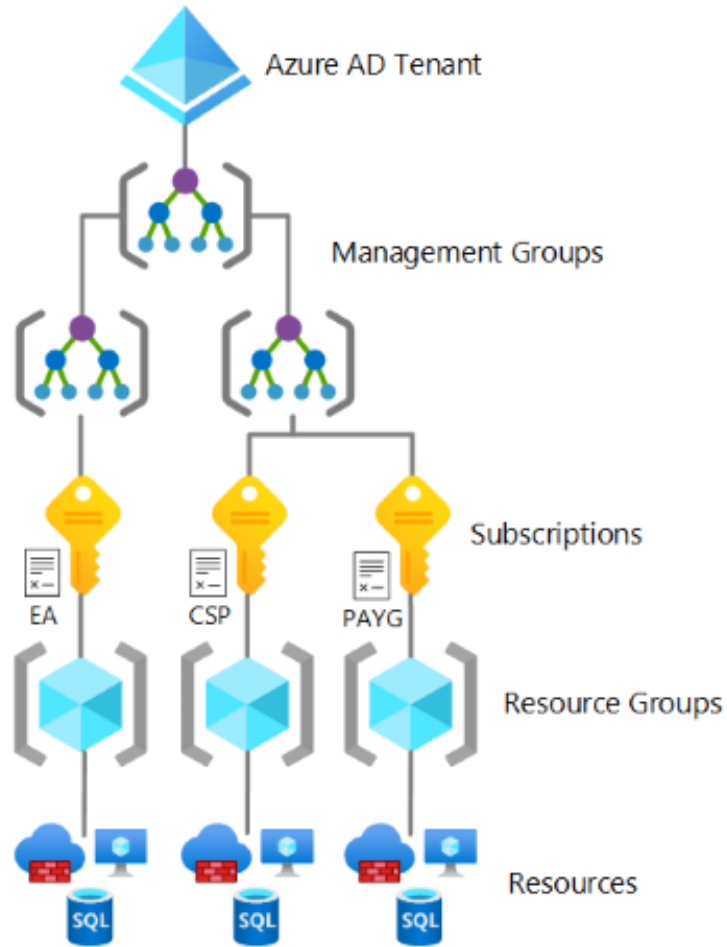 Azure AD Tenant
Management Groups
Subscriptions
EA
CSP
PAYG
Resource Groups
Resources
SQL
SQL
SQL